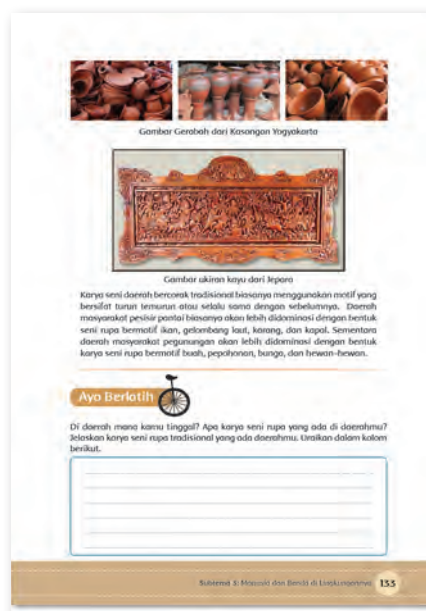 Gambar Gerabah dari Kasongan Yogyakarta
Gambar ukiran kayu dari Jepara
Karya seni daerah bercorak tradisional biasanya menggunakan motif yang
bersifat turun temurun atau selalu sama dengan sebelumnya. Daerah
masyarakat pesisir pantai biasanya akan lebih didominasi dengan bentuk
seni rupa bermotif ikan, gelombang laut, karang, dan kapal. Sementara
daerah masyarakat pegunungan akan lebih didominasi dengan bentuk
karya seni rupa bermotif buah, pepohonan, bunga, dan hewan-hewan.
Ayo Berlatih
Di daerah mana kamu tinggal? Apa karya seni rupa yang ada di daerahmu?
Jelaskan karya seni rupa tradisional yang ada daerahmu. Uraikan dalam kolom
berikut.
Subtema 3: Manusia dan Benda di Lingkungannya 133